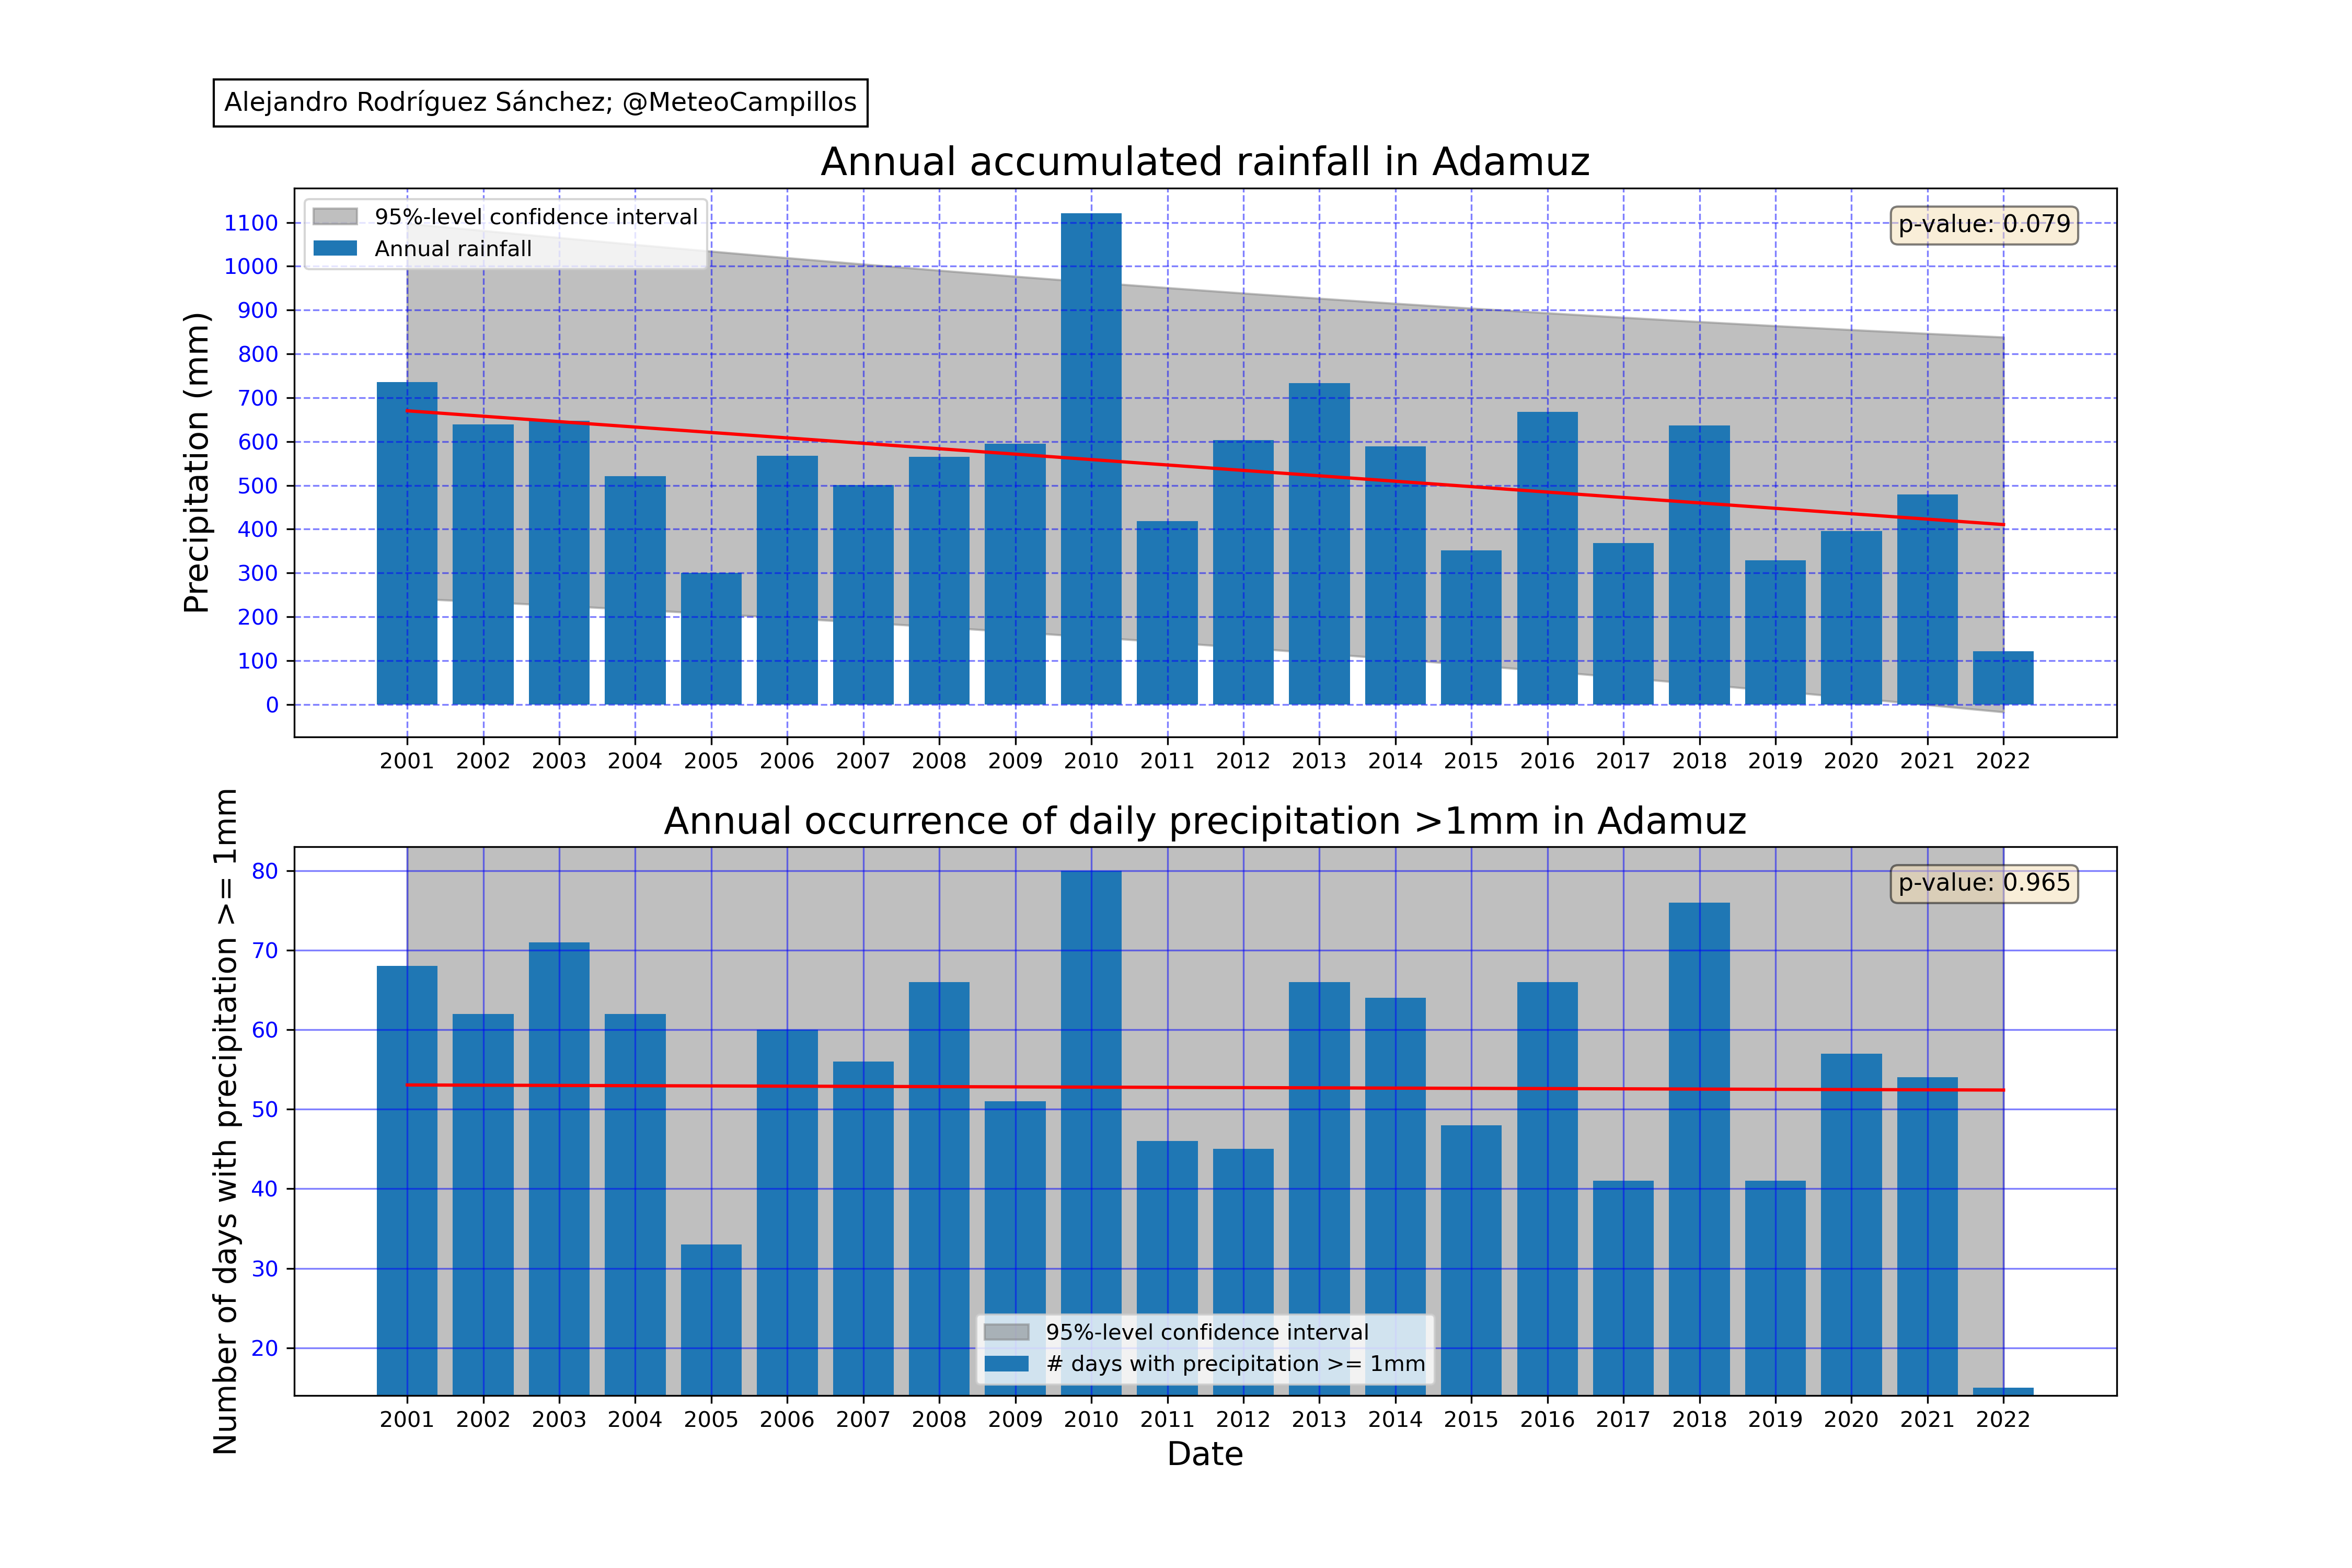 Alejandro Rodríguez Sánchez; @MeteoCampillos
Annual accumulated rainfall in Adamuz
95%-level confidence interval
Annual rainfall
p-value: 0.079
Precipitation (mm)
1100
1000
900
800
700
600
500
400
300
200
100
0
2001 2002 2003 2004 2005 2006 2007 2008 2009 2010 2011 2012 2013 2014 2015 2016 2017 2018 2019 2020 2021 2022
Annual occurrence of daily precipitation >1mm in Adamuz
p-value: 0.965
Number of days with precipitation >= 1mm
80
70
60
50
40
30
20
95%-level confidence interval
# days with precipitation >= 1mm
2001 2002 2003 2004 2005 2006 2007 2008 2009 2010 2011 2012 2013 2014 2015 2016 2017 2018 2019 2020 2021 2022
Date